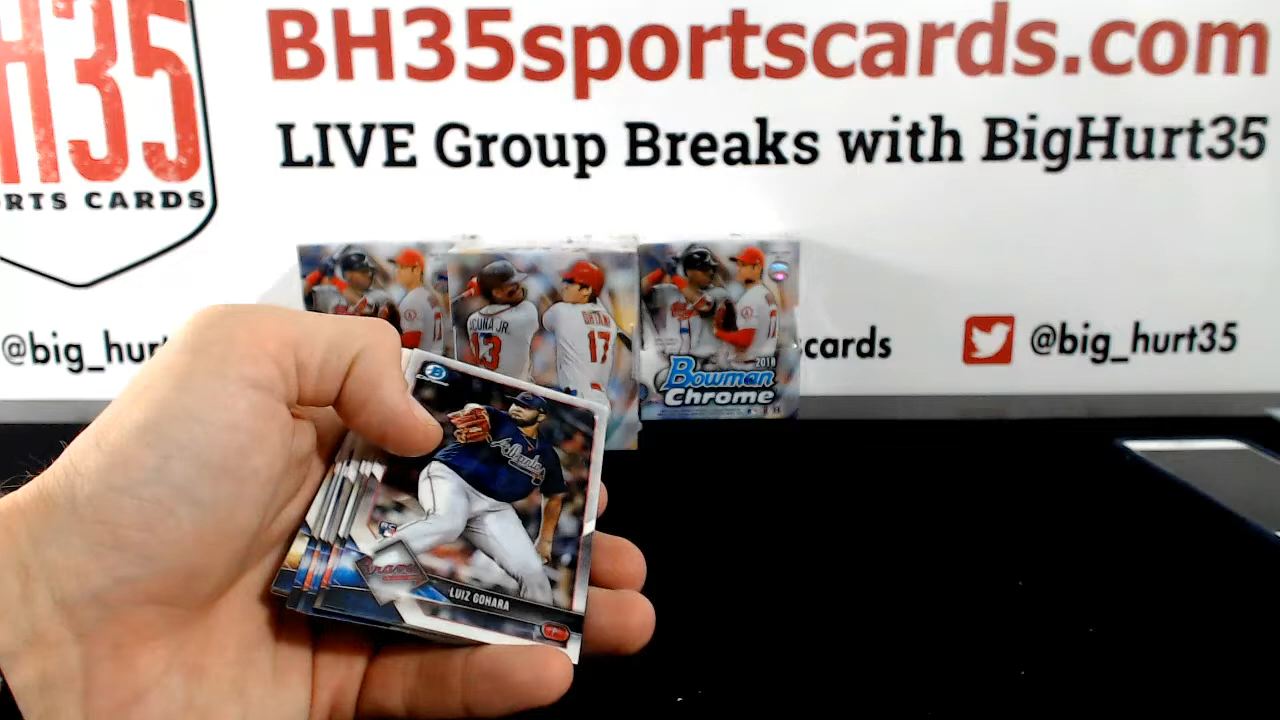 BH35sportscards.com
LIVE Group Breaks with BigHurt35
H35
RTS CARDS
@big_hur
cards
@big_hurt35
ACUNA JR.
13
OHTANI
17
2018
Bowman
Chrome
B
Braves
LUIZ GOHARA